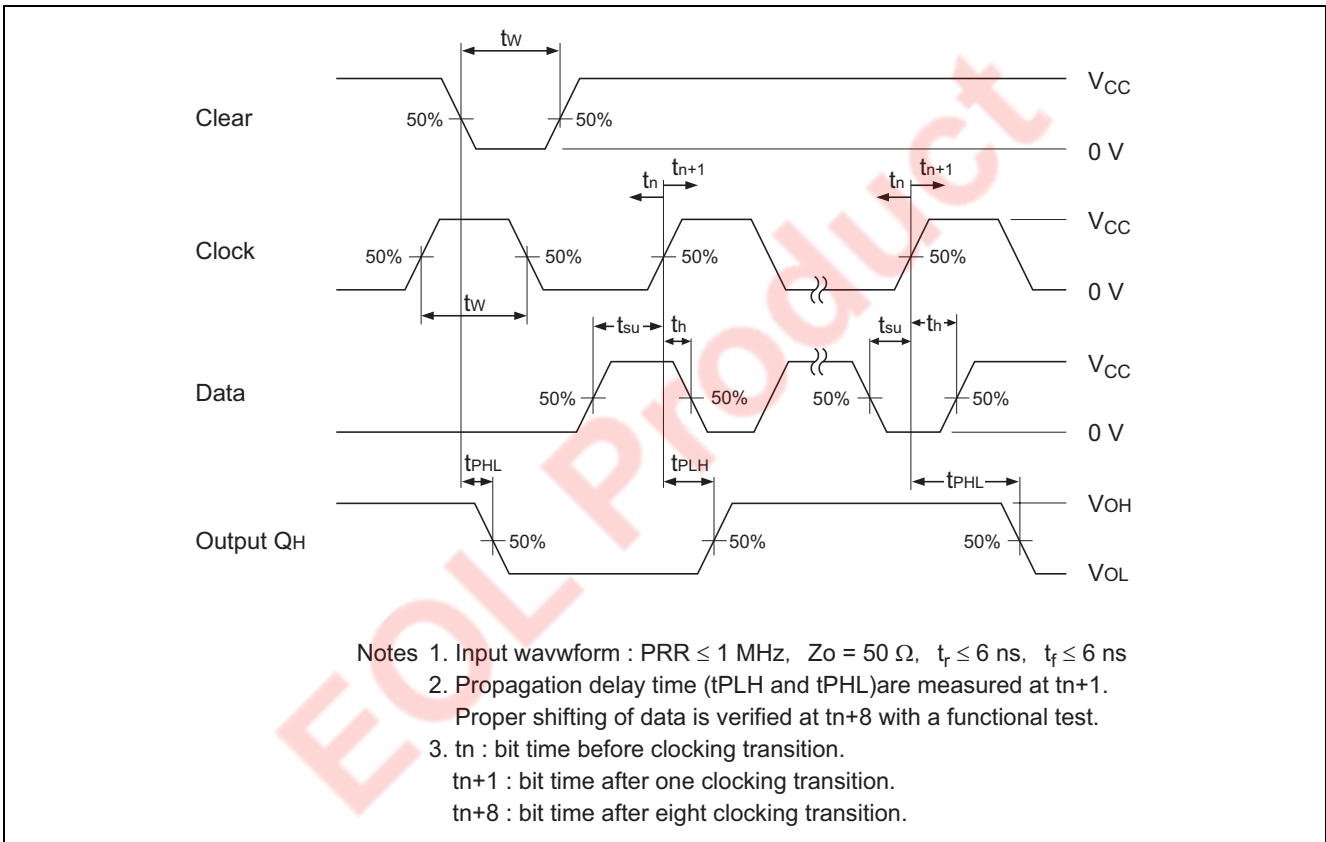 tw
VCC
Clear 50% 50%
0 V
tn tn+1 tn tn+1
VCC
Clock 50% 50% 50% 50%
0 V
tw
tsu th tsu th
VCC
Data 50% 50% 50% 50%
0 V
tPHL tPLH tPHL
VOH
Output QH 50% 50% 50%
VOL
Notes 1. Input wavwform : PRR ≤ 1 MHz, Zo = 50 Ω, tr ≤ 6 ns, tf ≤ 6 ns
2. Propagation delay time (tPLH and tPHL)are measured at tn+1.
Proper shifting of data is verified at tn+8 with a functional test.
3. tn : bit time before clocking transition.
tn+1 : bit time after one clocking transition.
tn+8 : bit time after eight clocking transition.
EOL Product